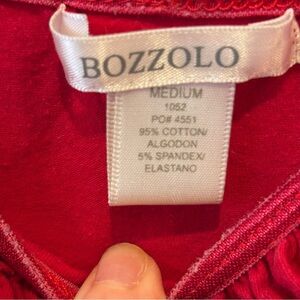 BOZZOLO
MEDIUM
1052
PO# 4551
95% COTTON/
ALGODON
5% SPANDEX/
ELASTANO